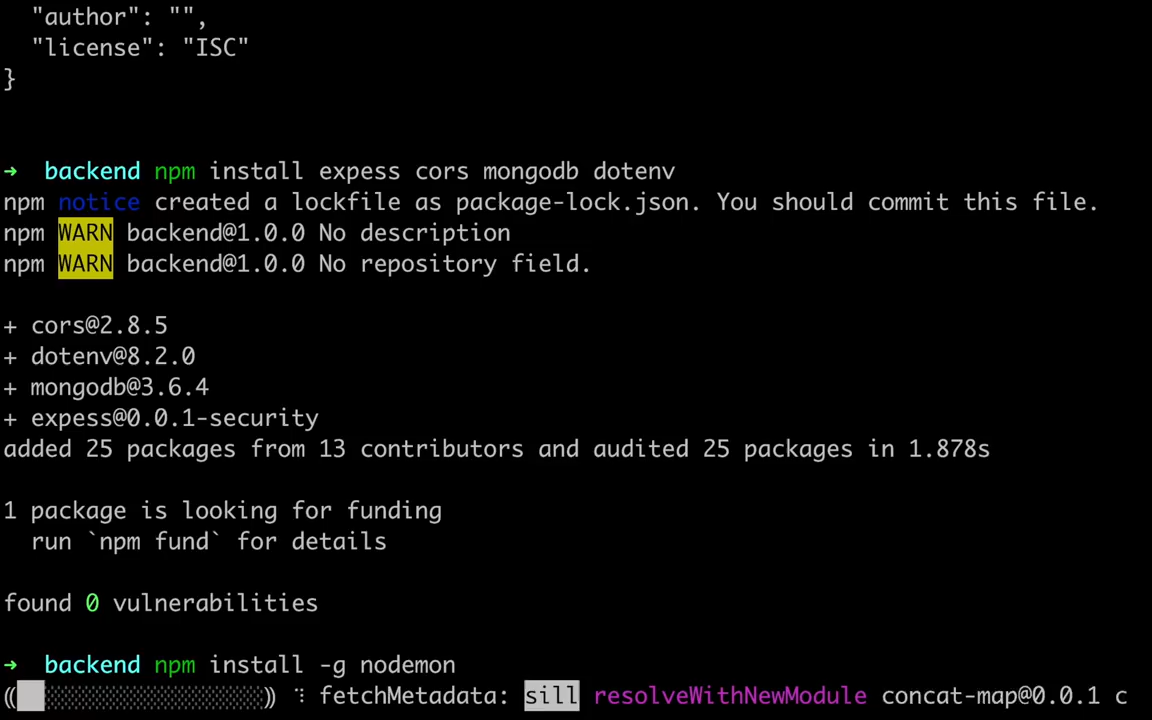 "author": "",
"license": "ISC"
}
→ backend npm install expess cors mongodb dotenv
npm notice created a lockfile as package-lock.json. You should commit this file.
npm WARN backend@1.0.0 No description
npm WARN backend@1.0.0 No repository field.
+ cors@2.8.5
+ dotenv@8.2.0
+ mongodb@3.6.4
+ expess@0.0.1-security
added 25 packages from 13 contributors and audited 25 packages in 1.878s
1 package is looking for funding
run `npm fund` for details
found 0 vulnerabilities
→ backend npm install -g nodemon
((██░░░░░░░░░░░░░░░░)) ⠹ fetchMetadata: sill resolveWithNewModule concat-map@0.0.1 c